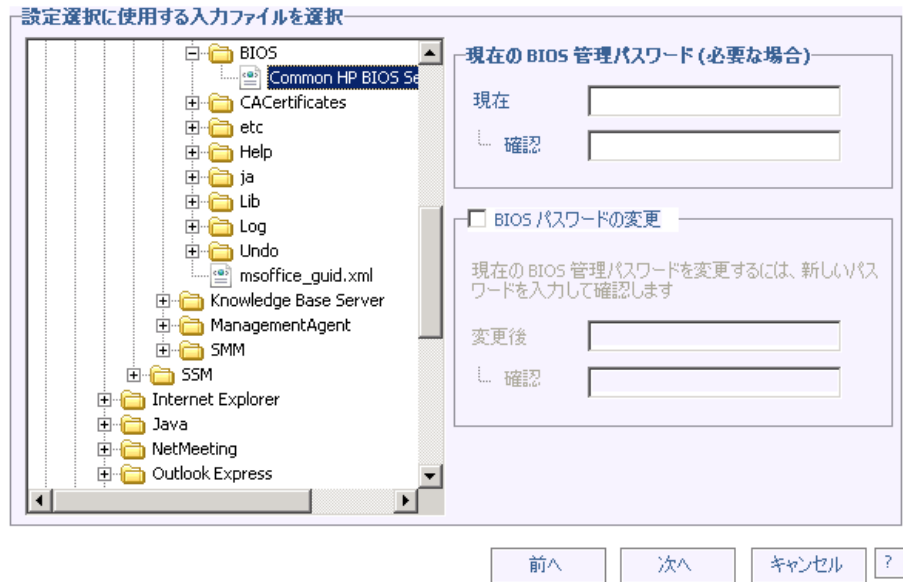 設定選択に使用する入力ファイルを選択
BIOS
Common HP BIOS Se
CACertificates
etc
Help
ja
Lib
Log
Undo
msoffice_guid.xml
Knowledge Base Server
ManagementAgent
SMM
SSM
Internet Explorer
Java
NetMeeting
Outlook Express
現在の BIOS 管理パスワード (必要な場合)
現在
確認
BIOS パスワードの変更
現在の BIOS 管理パスワードを変更するには、新しいパス
ワードを入力して確認します
変更後
確認
前へ
次へ
キャンセル
?